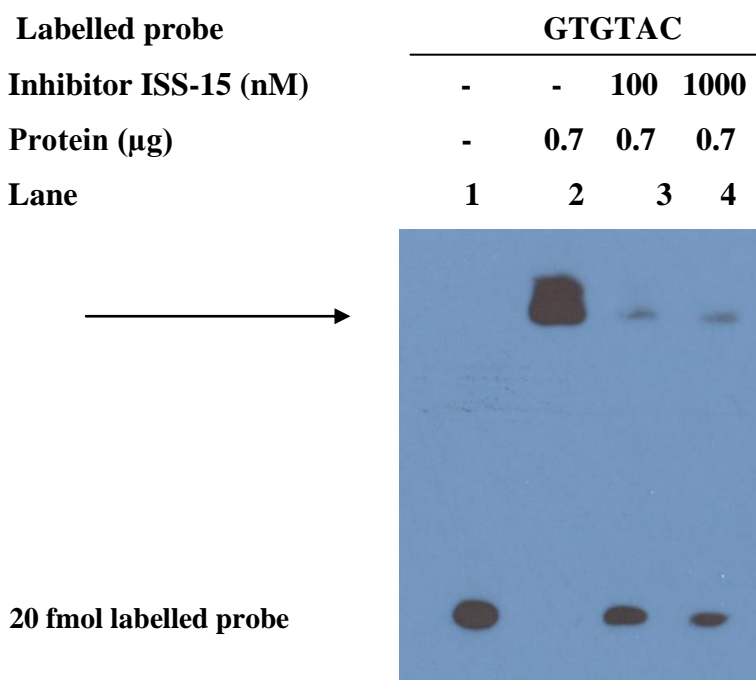 Labelled probe GTGTAC
Inhibitor ISS-15 (nM) - - 100 1000
Protein (µg) - 0.7 0.7 0.7
Lane 1 2 3 4
20 fmol labelled probe